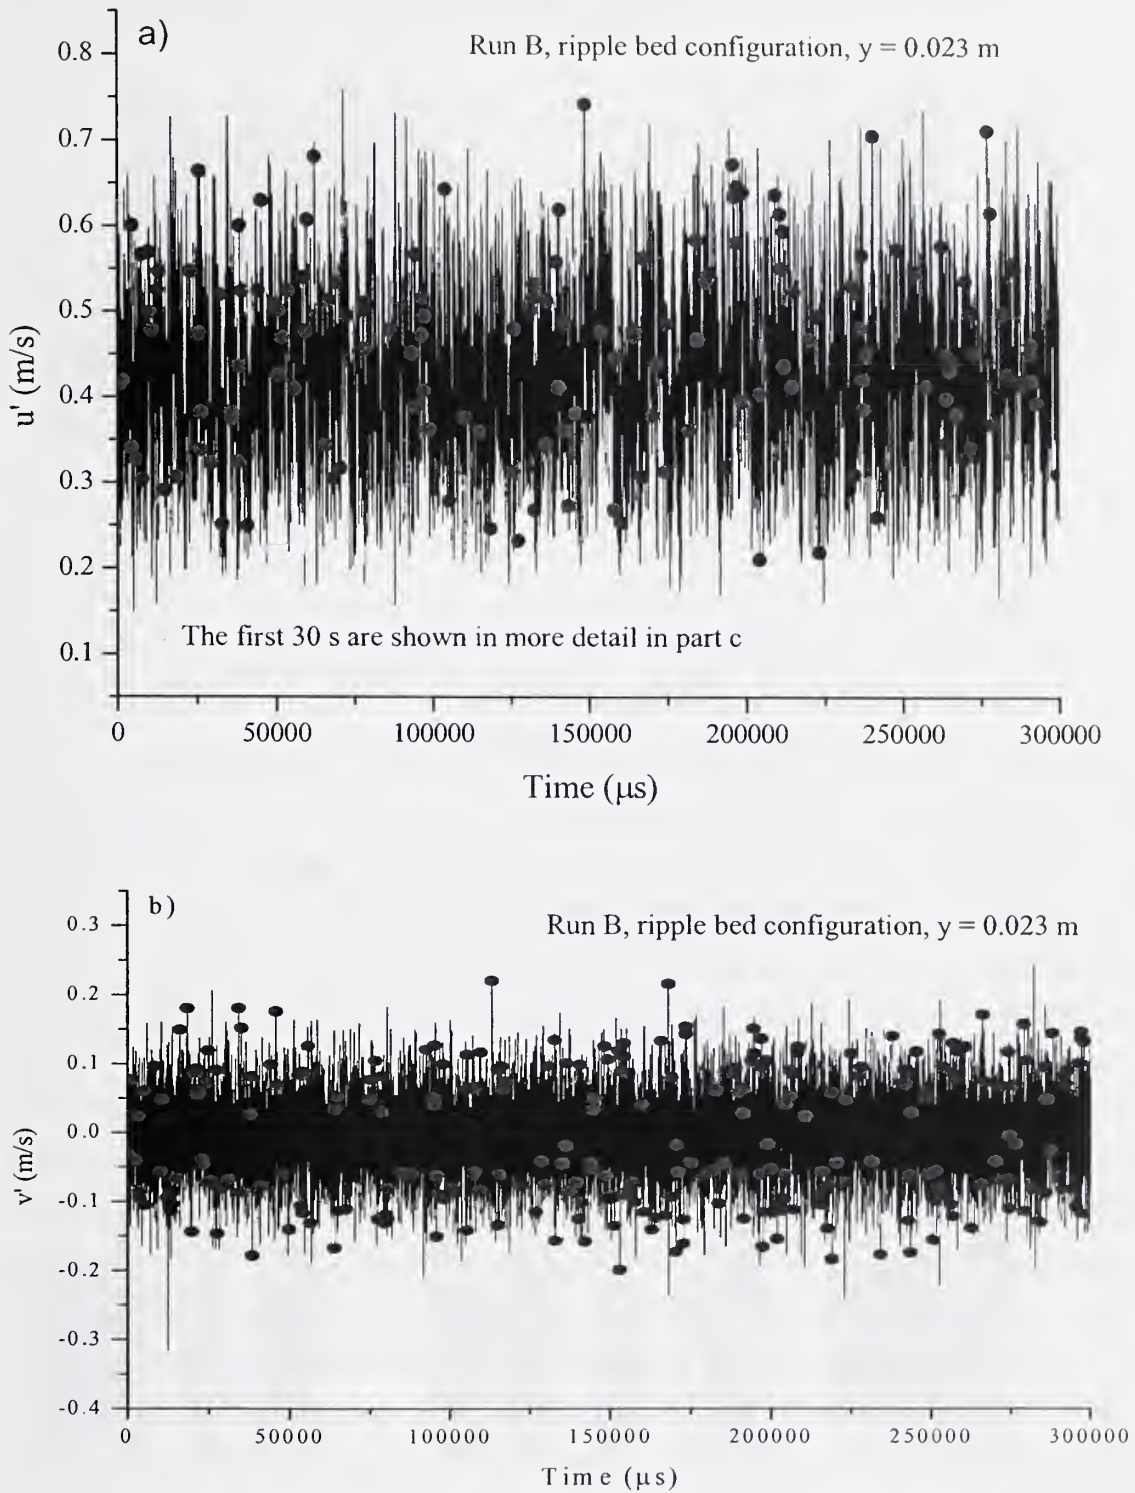 a)
Run B, ripple bed configuration, y = 0.023 m
0.8
0.7
0.6
0.5
0.4
0.3
0.2
0.1
u' (m/s)
The first 30 s are shown in more detail in part c
0 50000 100000 150000 200000 250000 300000
Time (μs)
b)
Run B, ripple bed configuration, y = 0.023 m
0.3
0.2
0.1
0.0
-0.1
-0.2
-0.3
-0.4
v' (m/s)
0 50000 100000 150000 200000 250000 300000
Time (μs)